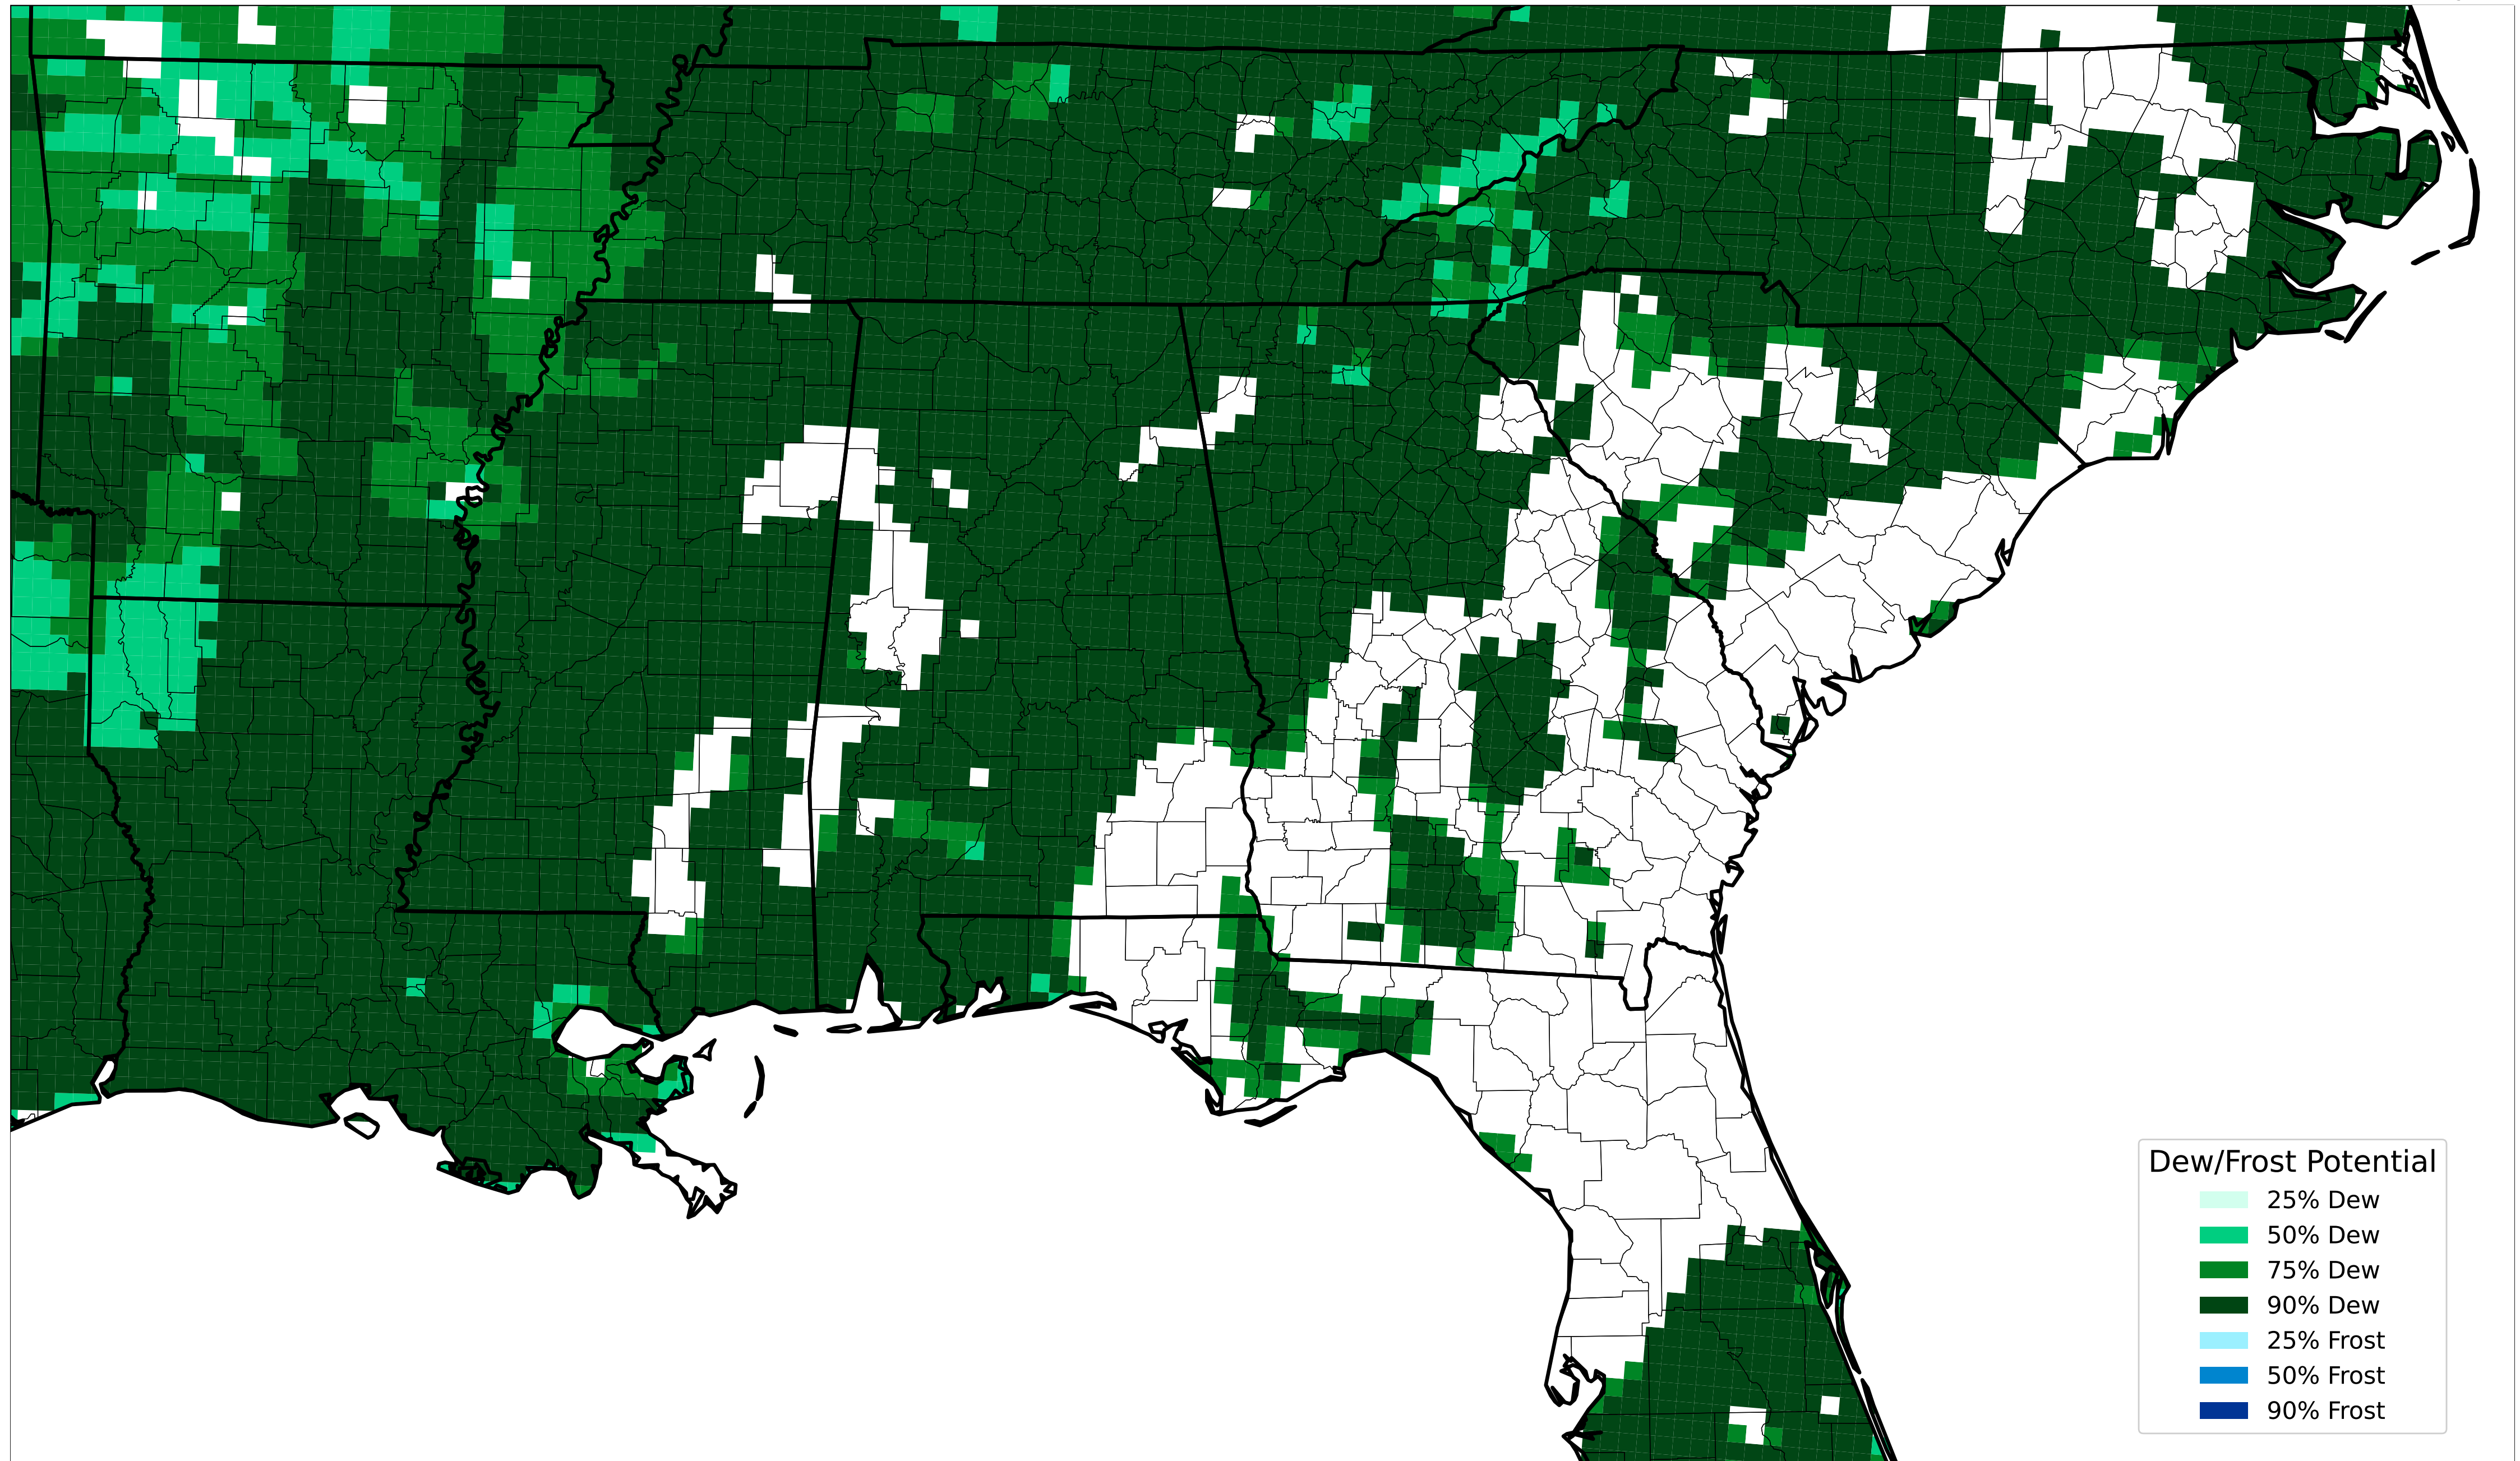 Dew/Frost Potential
25% Dew
50% Dew
75% Dew
90% Dew
25% Frost
50% Frost
90% Frost